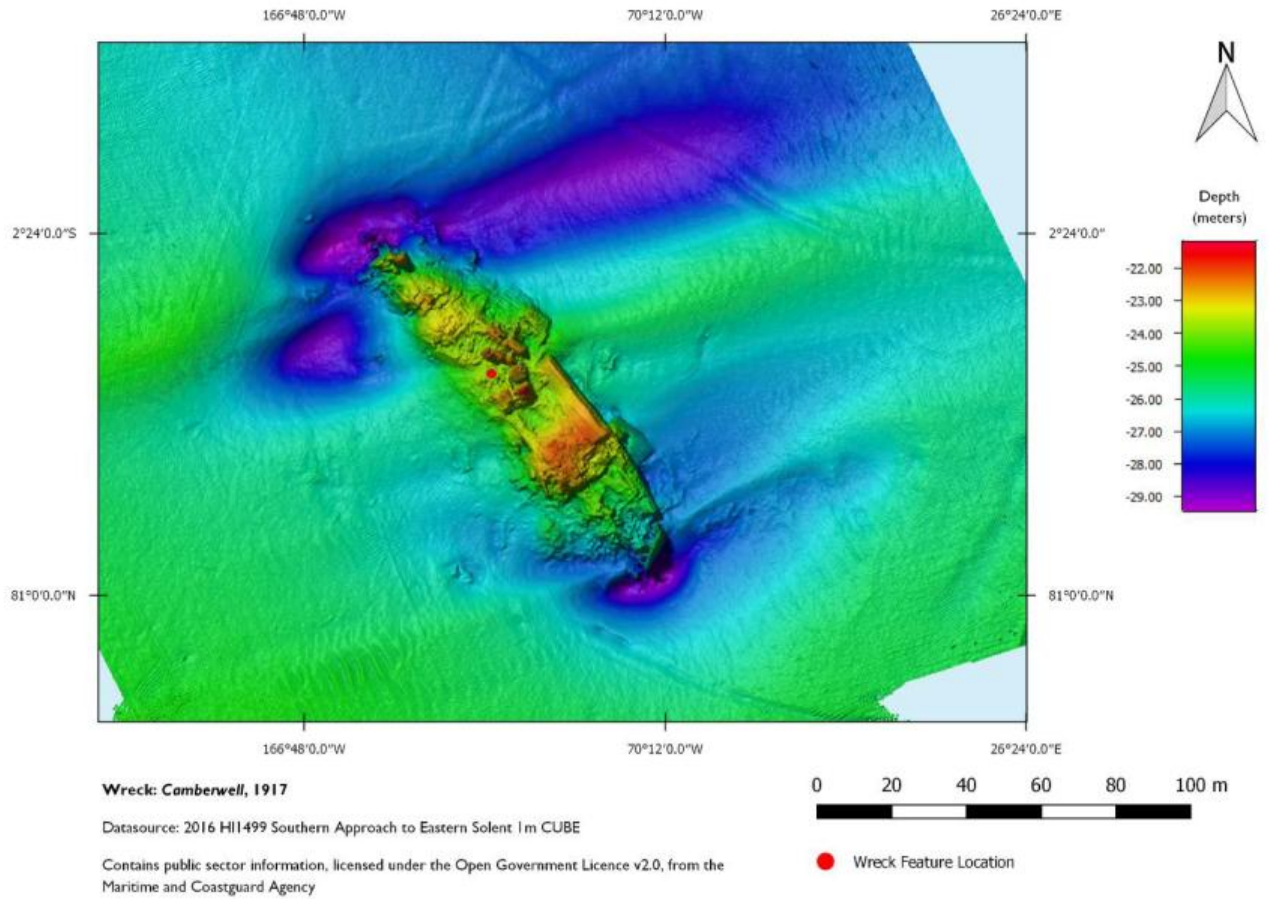 166°48'0.0"W 70°12'0.0"W 26°24'0.0"E
N
Depth
(meters)
2°24'0.0"S 2°24'0.0"
-22.00
-23.00
-24.00
-25.00
-26.00
-27.00
-28.00
-29.00
81°0'0.0"N 81°0'0.0"N
166°48'0.0"W 70°12'0.0"W 26°24'0.0"E
Wreck: Camberwell, 1917
0 20 40 60 80 100 m
Datasource: 2016 HI1499 Southern Approach to Eastern Solent 1m CUBE
Wreck Feature Location
Contains public sector information, licensed under the Open Government Licence v2.0, from the
Maritime and Coastguard Agency